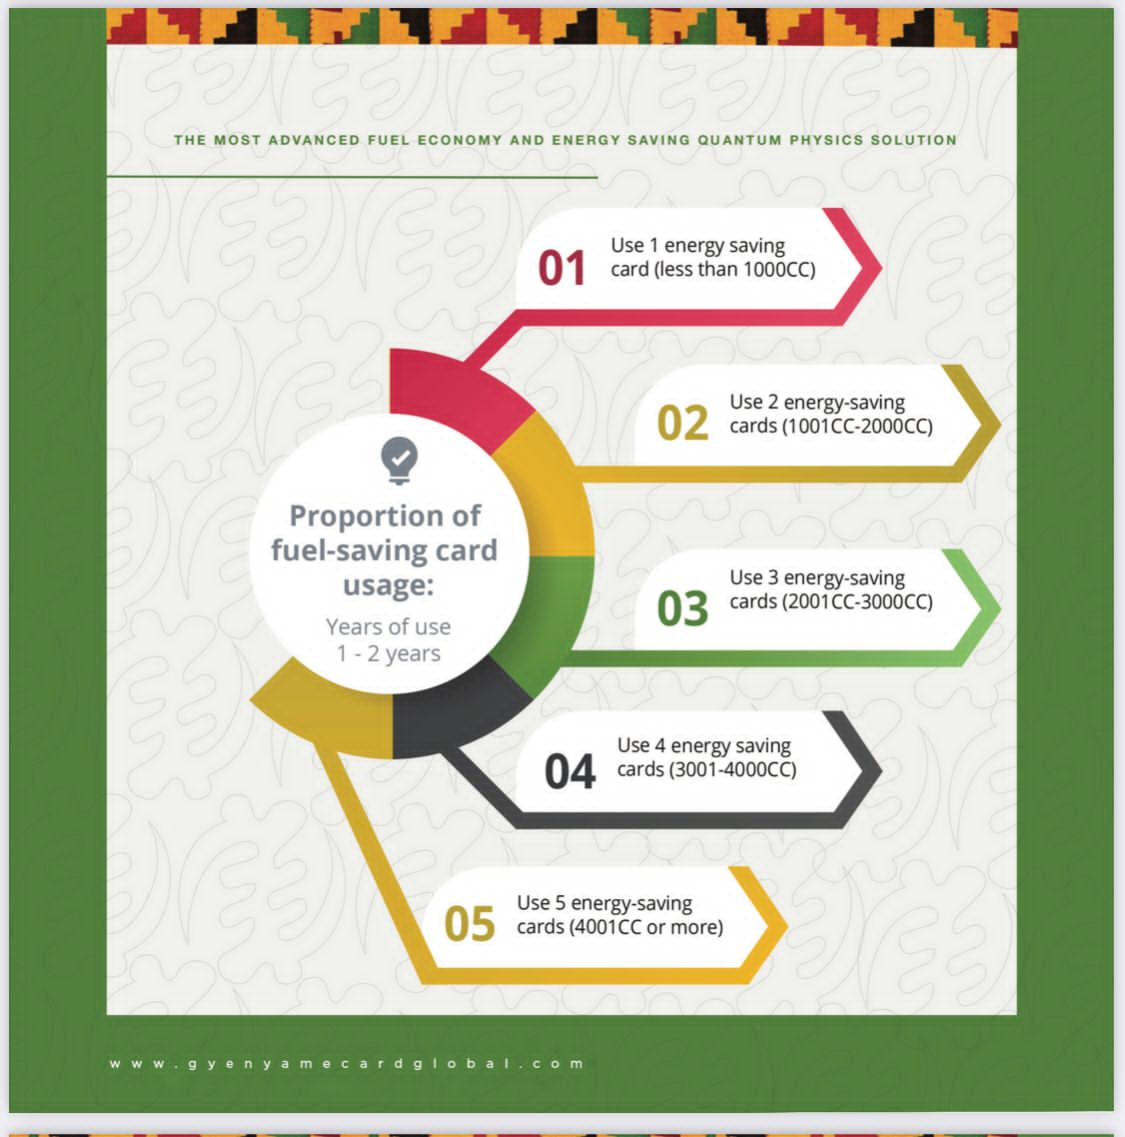 THE MOST ADVANCED FUEL ECONOMY AND ENERGY SAVING QUANTUM PHYSICS SOLUTION
01
Use 1 energy saving
card (less than 1000CC)
02
Use 2 energy-saving
cards (1001CC-2000CC)
Proportion of
fuel-saving card
usage:
Years of use
1 - 2 years
03
Use 3 energy-saving
cards (2001CC-3000CC)
04
Use 4 energy saving
cards (3001-4000CC)
05
Use 5 energy-saving
cards (4001CC or more)
www.gyenyamecardglobal.com